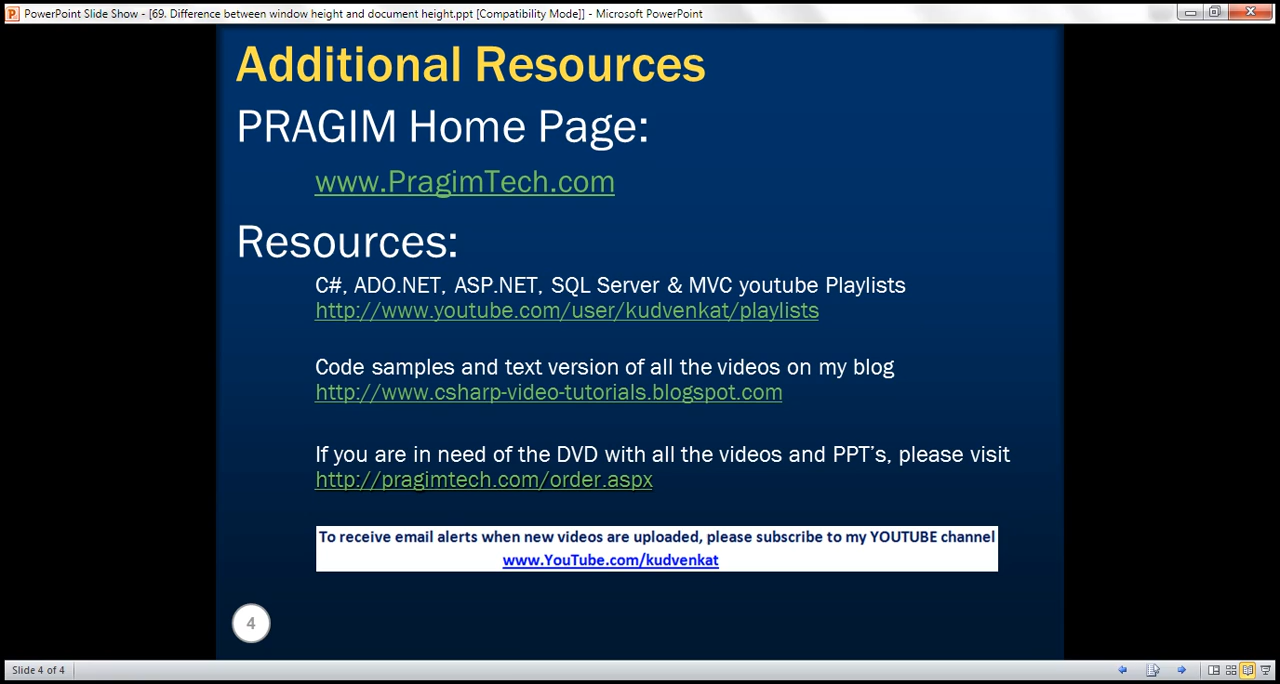 PowerPoint Slide Show - [69. Difference between window height and document height.ppt [Compatibility Mode]] - Microsoft PowerPoint
Additional Resources
PRAGIM Home Page:
www.PragimTech.com
Resources:
C#, ADO.NET, ASP.NET, SQL Server & MVC youtube Playlists
http://www.youtube.com/user/kudvenkat/playlists
Code samples and text version of all the videos on my blog
http://www.csharp-video-tutorials.blogspot.com
If you are in need of the DVD with all the videos and PPT’s, please visit
http://pragimtech.com/order.aspx
To receive email alerts when new videos are uploaded, please subscribe to my YOUTUBE channel
www.YouTube.com/kudvenkat
4
Slide 4 of 4